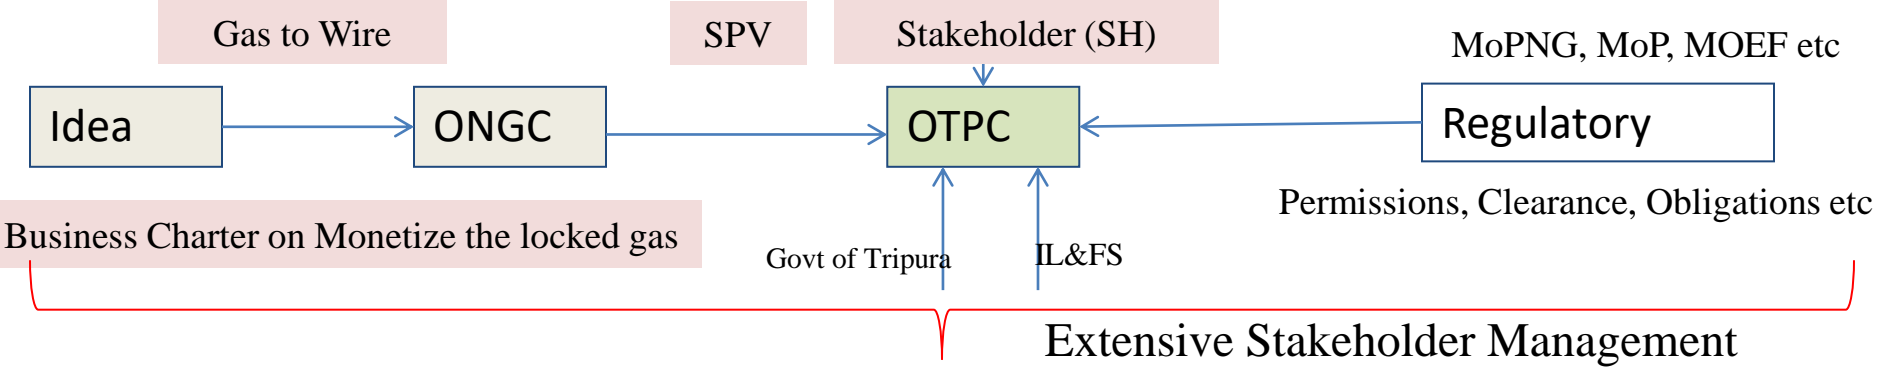 Gas to Wire
SPV
Stakeholder (SH)
MoPNG, MoP, MOEF etc
Idea
ONGC
OTPC
Regulatory
Permissions, Clearance, Obligations etc
Business Charter on Monetize the locked gas
Govt of Tripura
IL&FS
Extensive Stakeholder Management